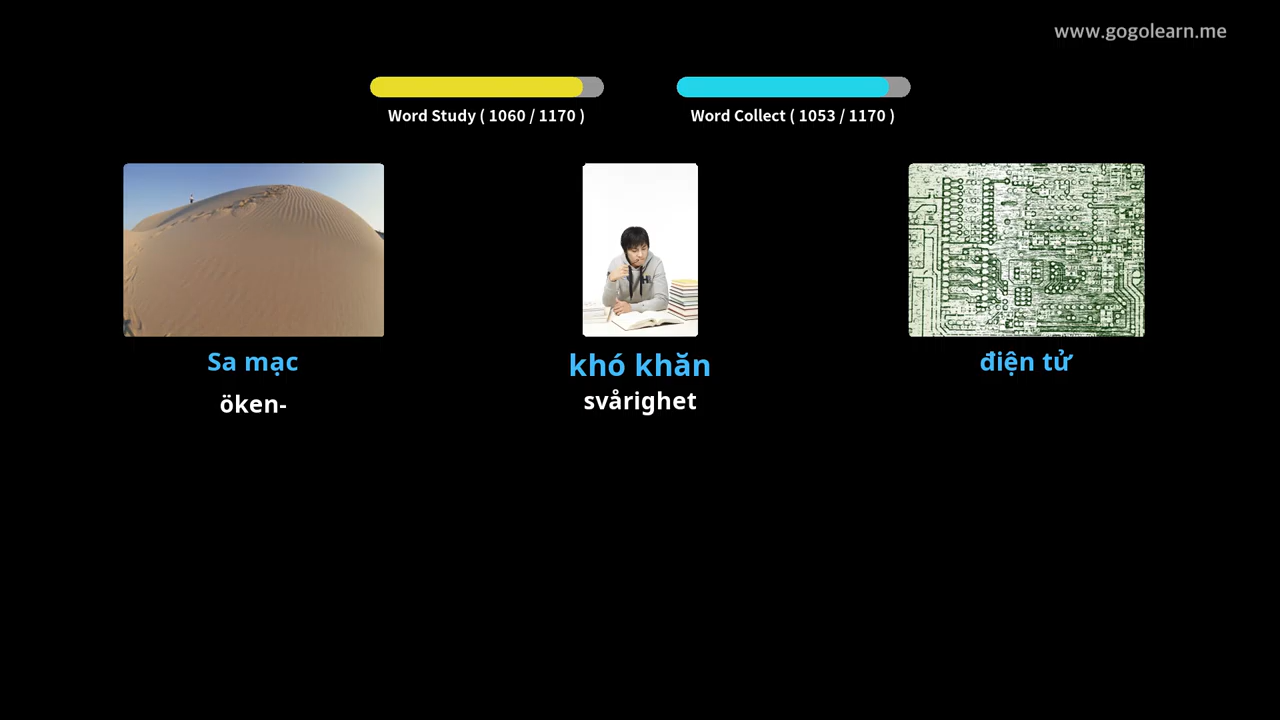 www.gogolearn.me
Word Study ( 1060 / 1170 )
Word Collect ( 1053 / 1170 )
Sa mạc
khó khăn
điện tử
öken-
svårighet